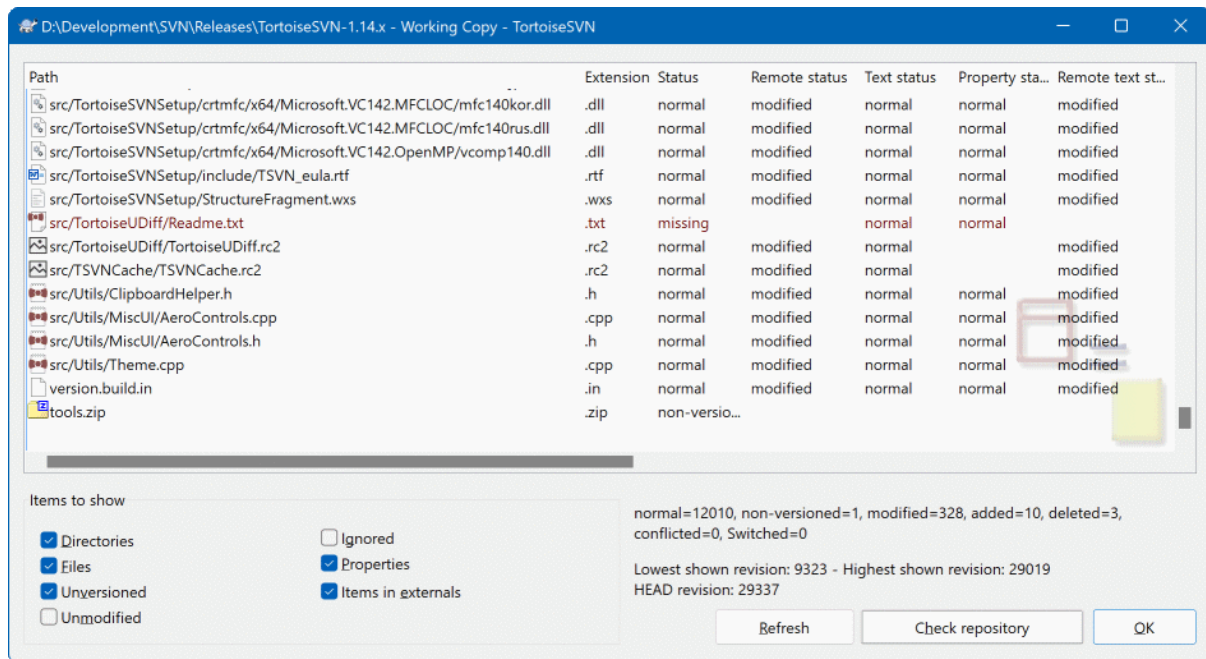 D:\Development\SVN\Releases\TortoiseSVN-1.14.x - Working Copy - TortoiseSVN
Path Extension Status Remote status Text status Property sta... Remote text st...
src/TortoiseSVNSetup/crtmfc/x64/Microsoft.VC142.MFCLOC/mfc140kor.dll .dll normal modified normal normal modified
src/TortoiseSVNSetup/crtmfc/x64/Microsoft.VC142.MFCLOC/mfc140rus.dll .dll normal modified normal normal modified
src/TortoiseSVNSetup/crtmfc/x64/Microsoft.VC142.OpenMP/vcomp140.dll .dll normal modified normal normal modified
src/TortoiseSVNSetup/include/TSVN_eula.rtf .rtf normal modified normal normal modified
src/TortoiseSVNSetup/StructureFragment.wxs .wxs normal modified normal normal modified
src/TortoiseUDiff/Readme.txt .txt missing normal normal
src/TortoiseUDiff/TortoiseUDiff.rc2 .rc2 normal modified normal modified
src/TSVNCache/TSVNCache.rc2 .rc2 normal modified normal modified
src/Utils/ClipboardHelper.h .h normal modified normal normal modified
src/Utils/MiscUI/AeroControls.cpp .cpp normal modified normal normal modified
src/Utils/MiscUI/AeroControls.h .h normal modified normal normal modified
src/Utils/Theme.cpp .cpp normal modified normal normal modified
version.build.in .in normal modified normal normal modified
tools.zip .zip non-versio...
Items to show
Directories Ignored
Files Properties
Unversioned Items in externals
Unmodified
normal=12010, non-versioned=1, modified=328, added=10, deleted=3,
conflicted=0, Switched=0
Lowest shown revision: 9323 - Highest shown revision: 29019
HEAD revision: 29337
Refresh Check repository OK